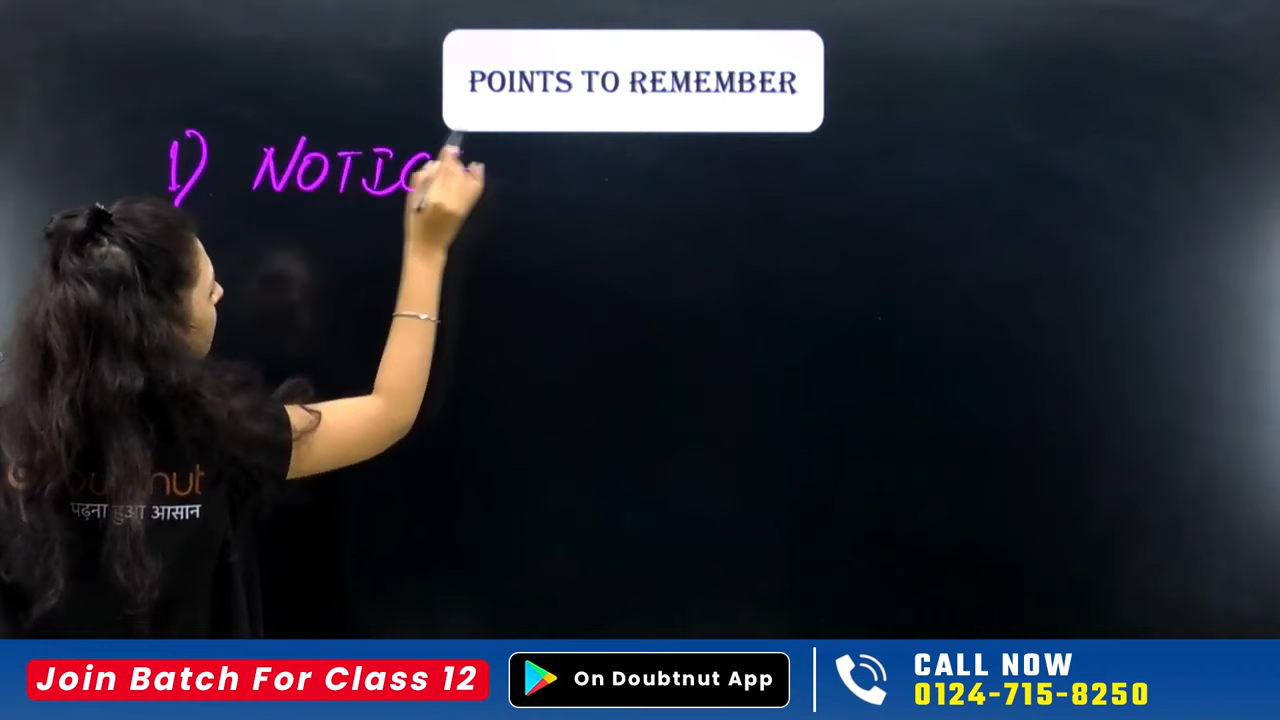 POINTS TO REMEMBER
1) NOTIC
nut
पढ़ना हुआ आसान
Join Batch For Class 12
On Doubtnut App
CALL NOW
0124-715-8250